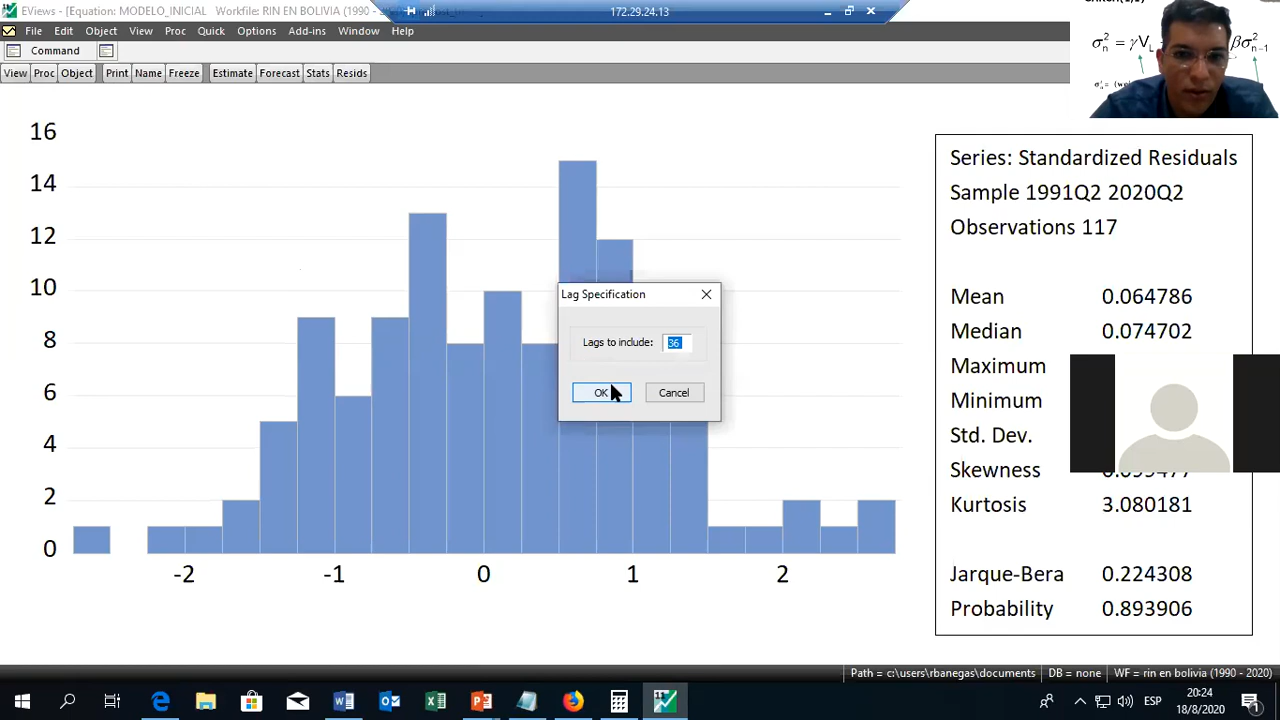 EViews - [Equation: MODELO_INICIAL Workfile: RIN EN BOLIVIA (1990 -
172.29.24.13
File Edit Object View Proc Quick Options Add-ins Window Help
Command
View Proc Object Print Name Freeze Estimate Forecast Stats Resids
16
14
12
10
8
6
4
2
0
-2 -1 0 1 2
Lag Specification
Lags to include: 36
OK Cancel
Series: Standardized Residuals
Sample 1991Q2 2020Q2
Observations 117
Mean 0.064786
Median 0.074702
Maximum
Minimum
Std. Dev.
Skewness
Kurtosis 3.080181
Jarque-Bera 0.224308
Probability 0.893906
Path = c:\users\rbanegas\documents DB = none WF = rin en bolivia (1990 - 2020)
ESP
20:24
18/8/2020